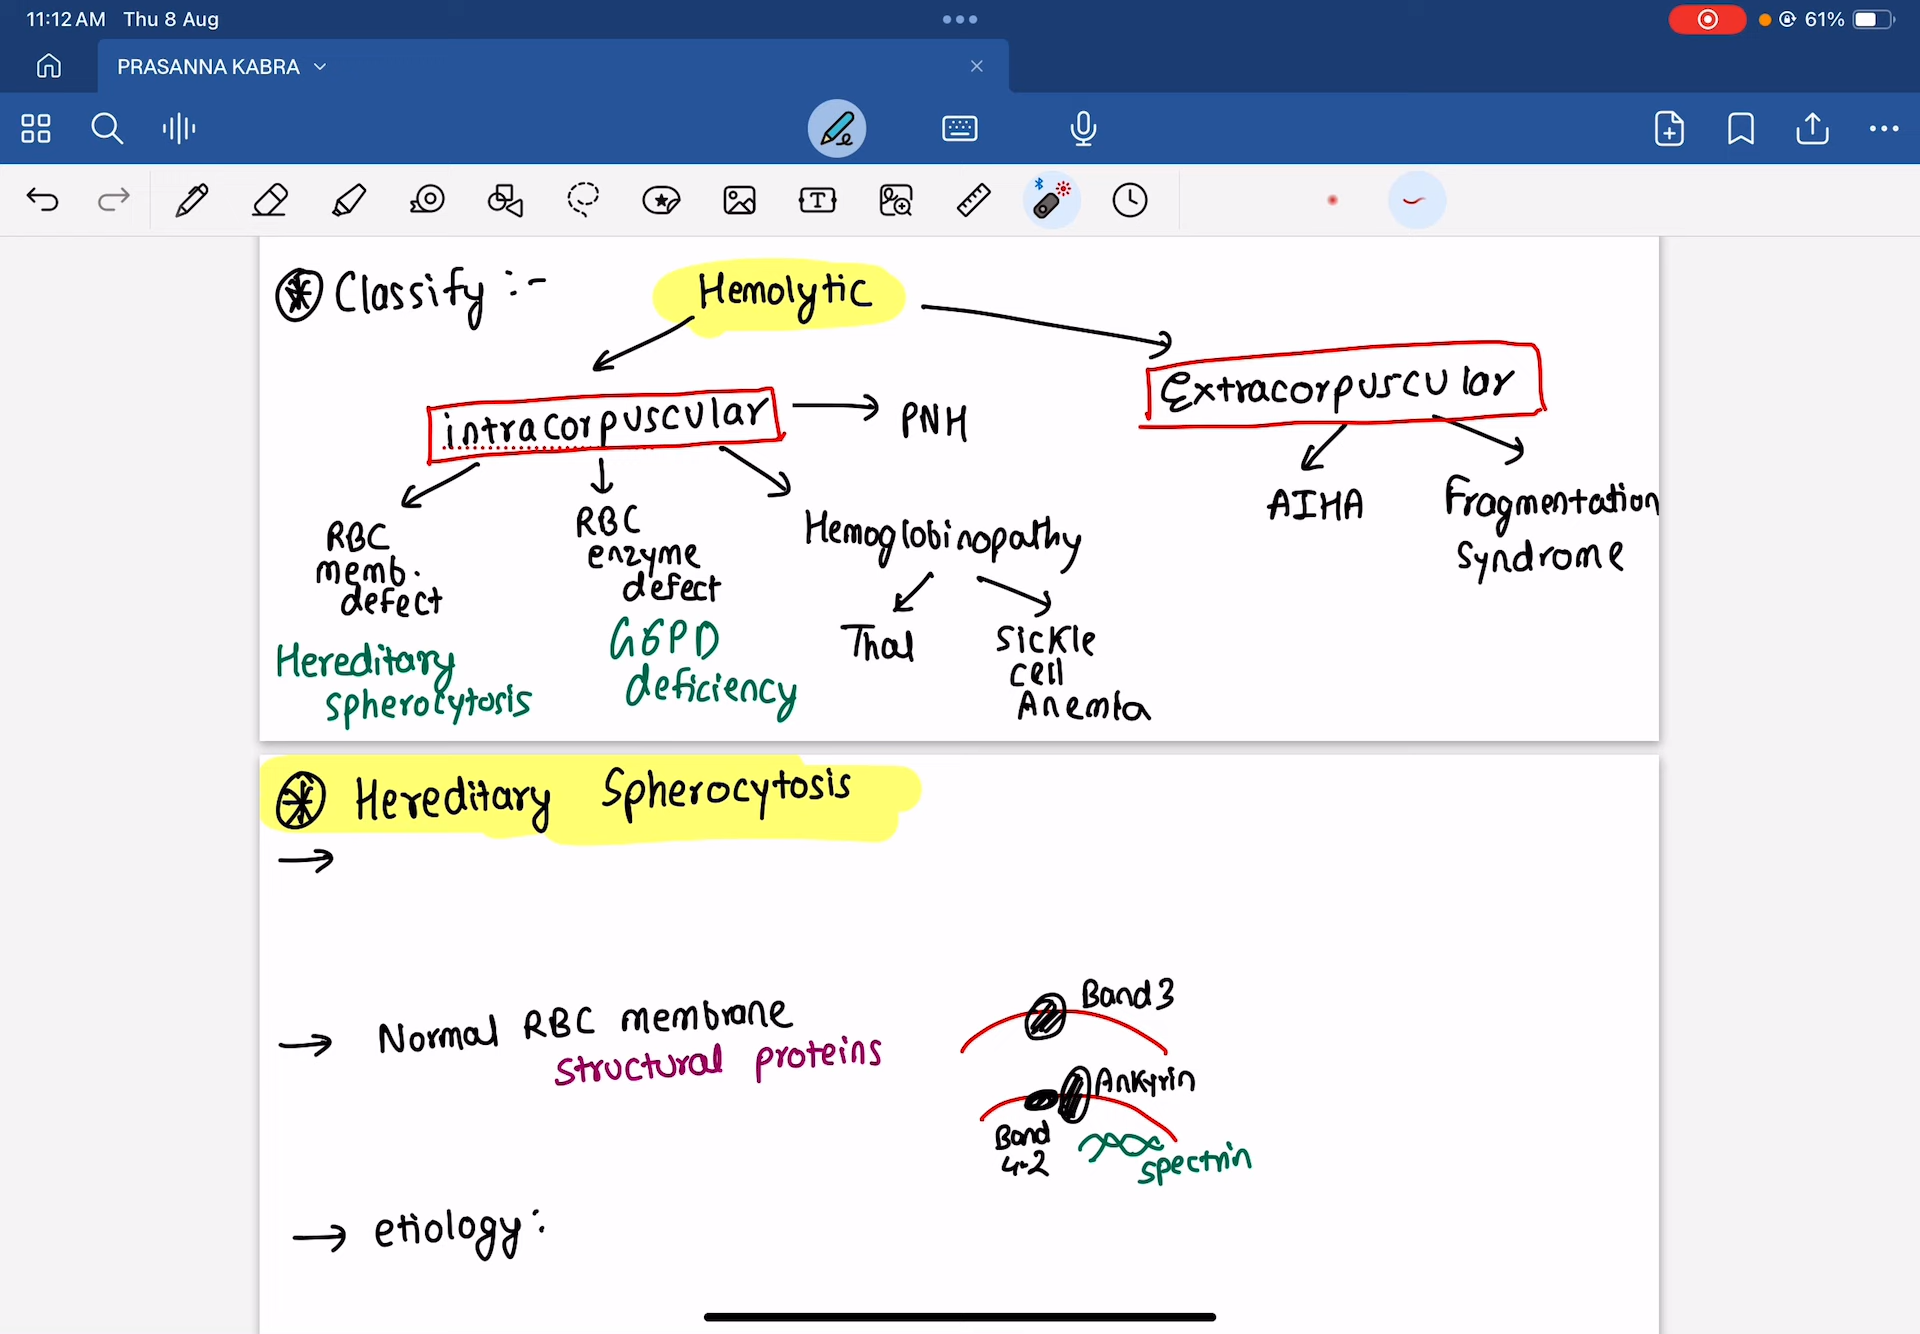 11:12 AM Thu 8 Aug
61%
PRASANNA KABRA
Classify :-
Hemolytic
intracorpuscular
PNH
Extracorpuscular
RBC
memb.
defect
Hereditary
Spherocytosis
RBC
enzyme
defect
G6PD
deficiency
Hemoglobinopathy
Thal
Sickle
cell
Anemia
AIHA
Fragmentation
Syndrome
Hereditary Spherocytosis
Normal RBC membrane
structural proteins
Band 3
Ankyrin
Band
4.2
spectrin
etiology: